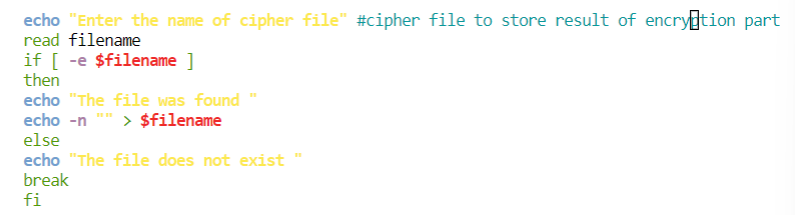 echo "Enter the name of cipher file" #cipher file to store result of encryption part
read filename
if [ -e $filename ]
then
echo "The file was found "
echo -n "" > $filename
else
echo "The file does not exist "
break
fi